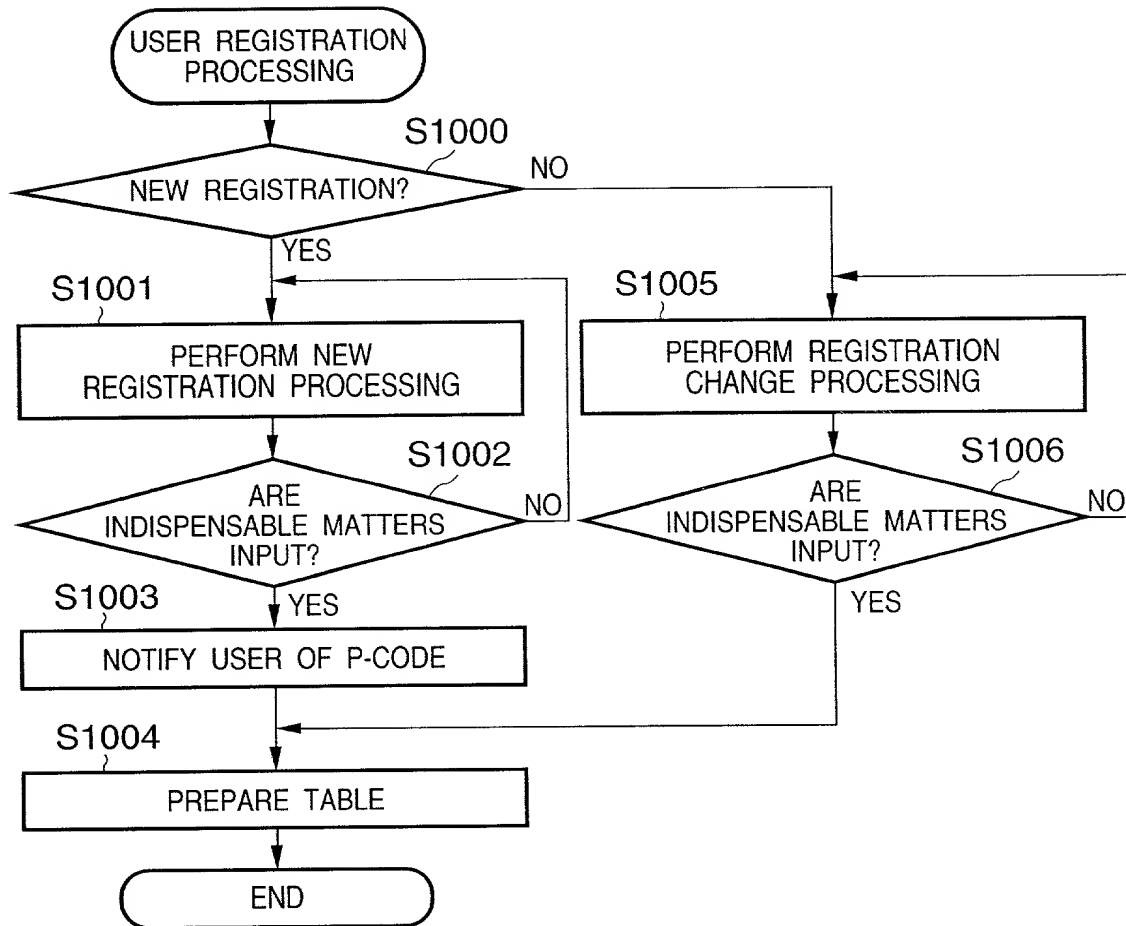 USER REGISTRATION
PROCESSING
S1000
NEW REGISTRATION?
NO
YES
S1001
PERFORM NEW
REGISTRATION PROCESSING
S1002
ARE
INDISPENSABLE MATTERS
INPUT?
NO
YES
S1003
NOTIFY USER OF P-CODE
S1005
PERFORM REGISTRATION
CHANGE PROCESSING
S1006
ARE
INDISPENSABLE MATTERS
INPUT?
NO
YES
S1004
PREPARE TABLE
END